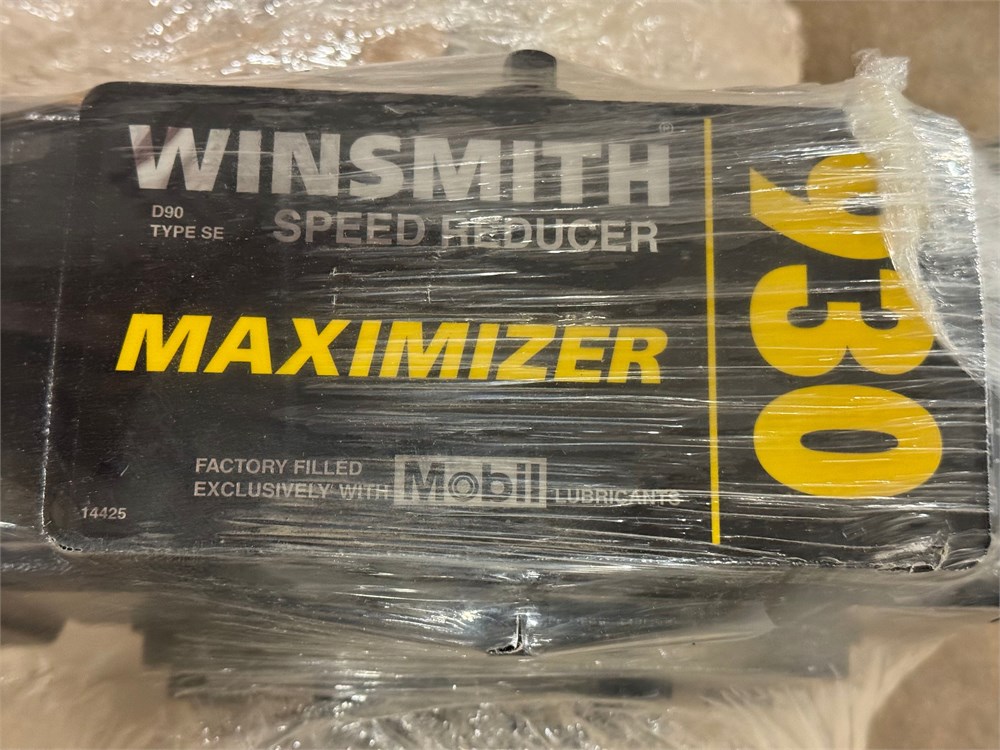 WINSMITH®
D90
TYPE SE
SPEED REDUCER
MAXIMIZER
FACTORY FILLED
EXCLUSIVELY WITH Mobil LUBRICANTS
14425
930